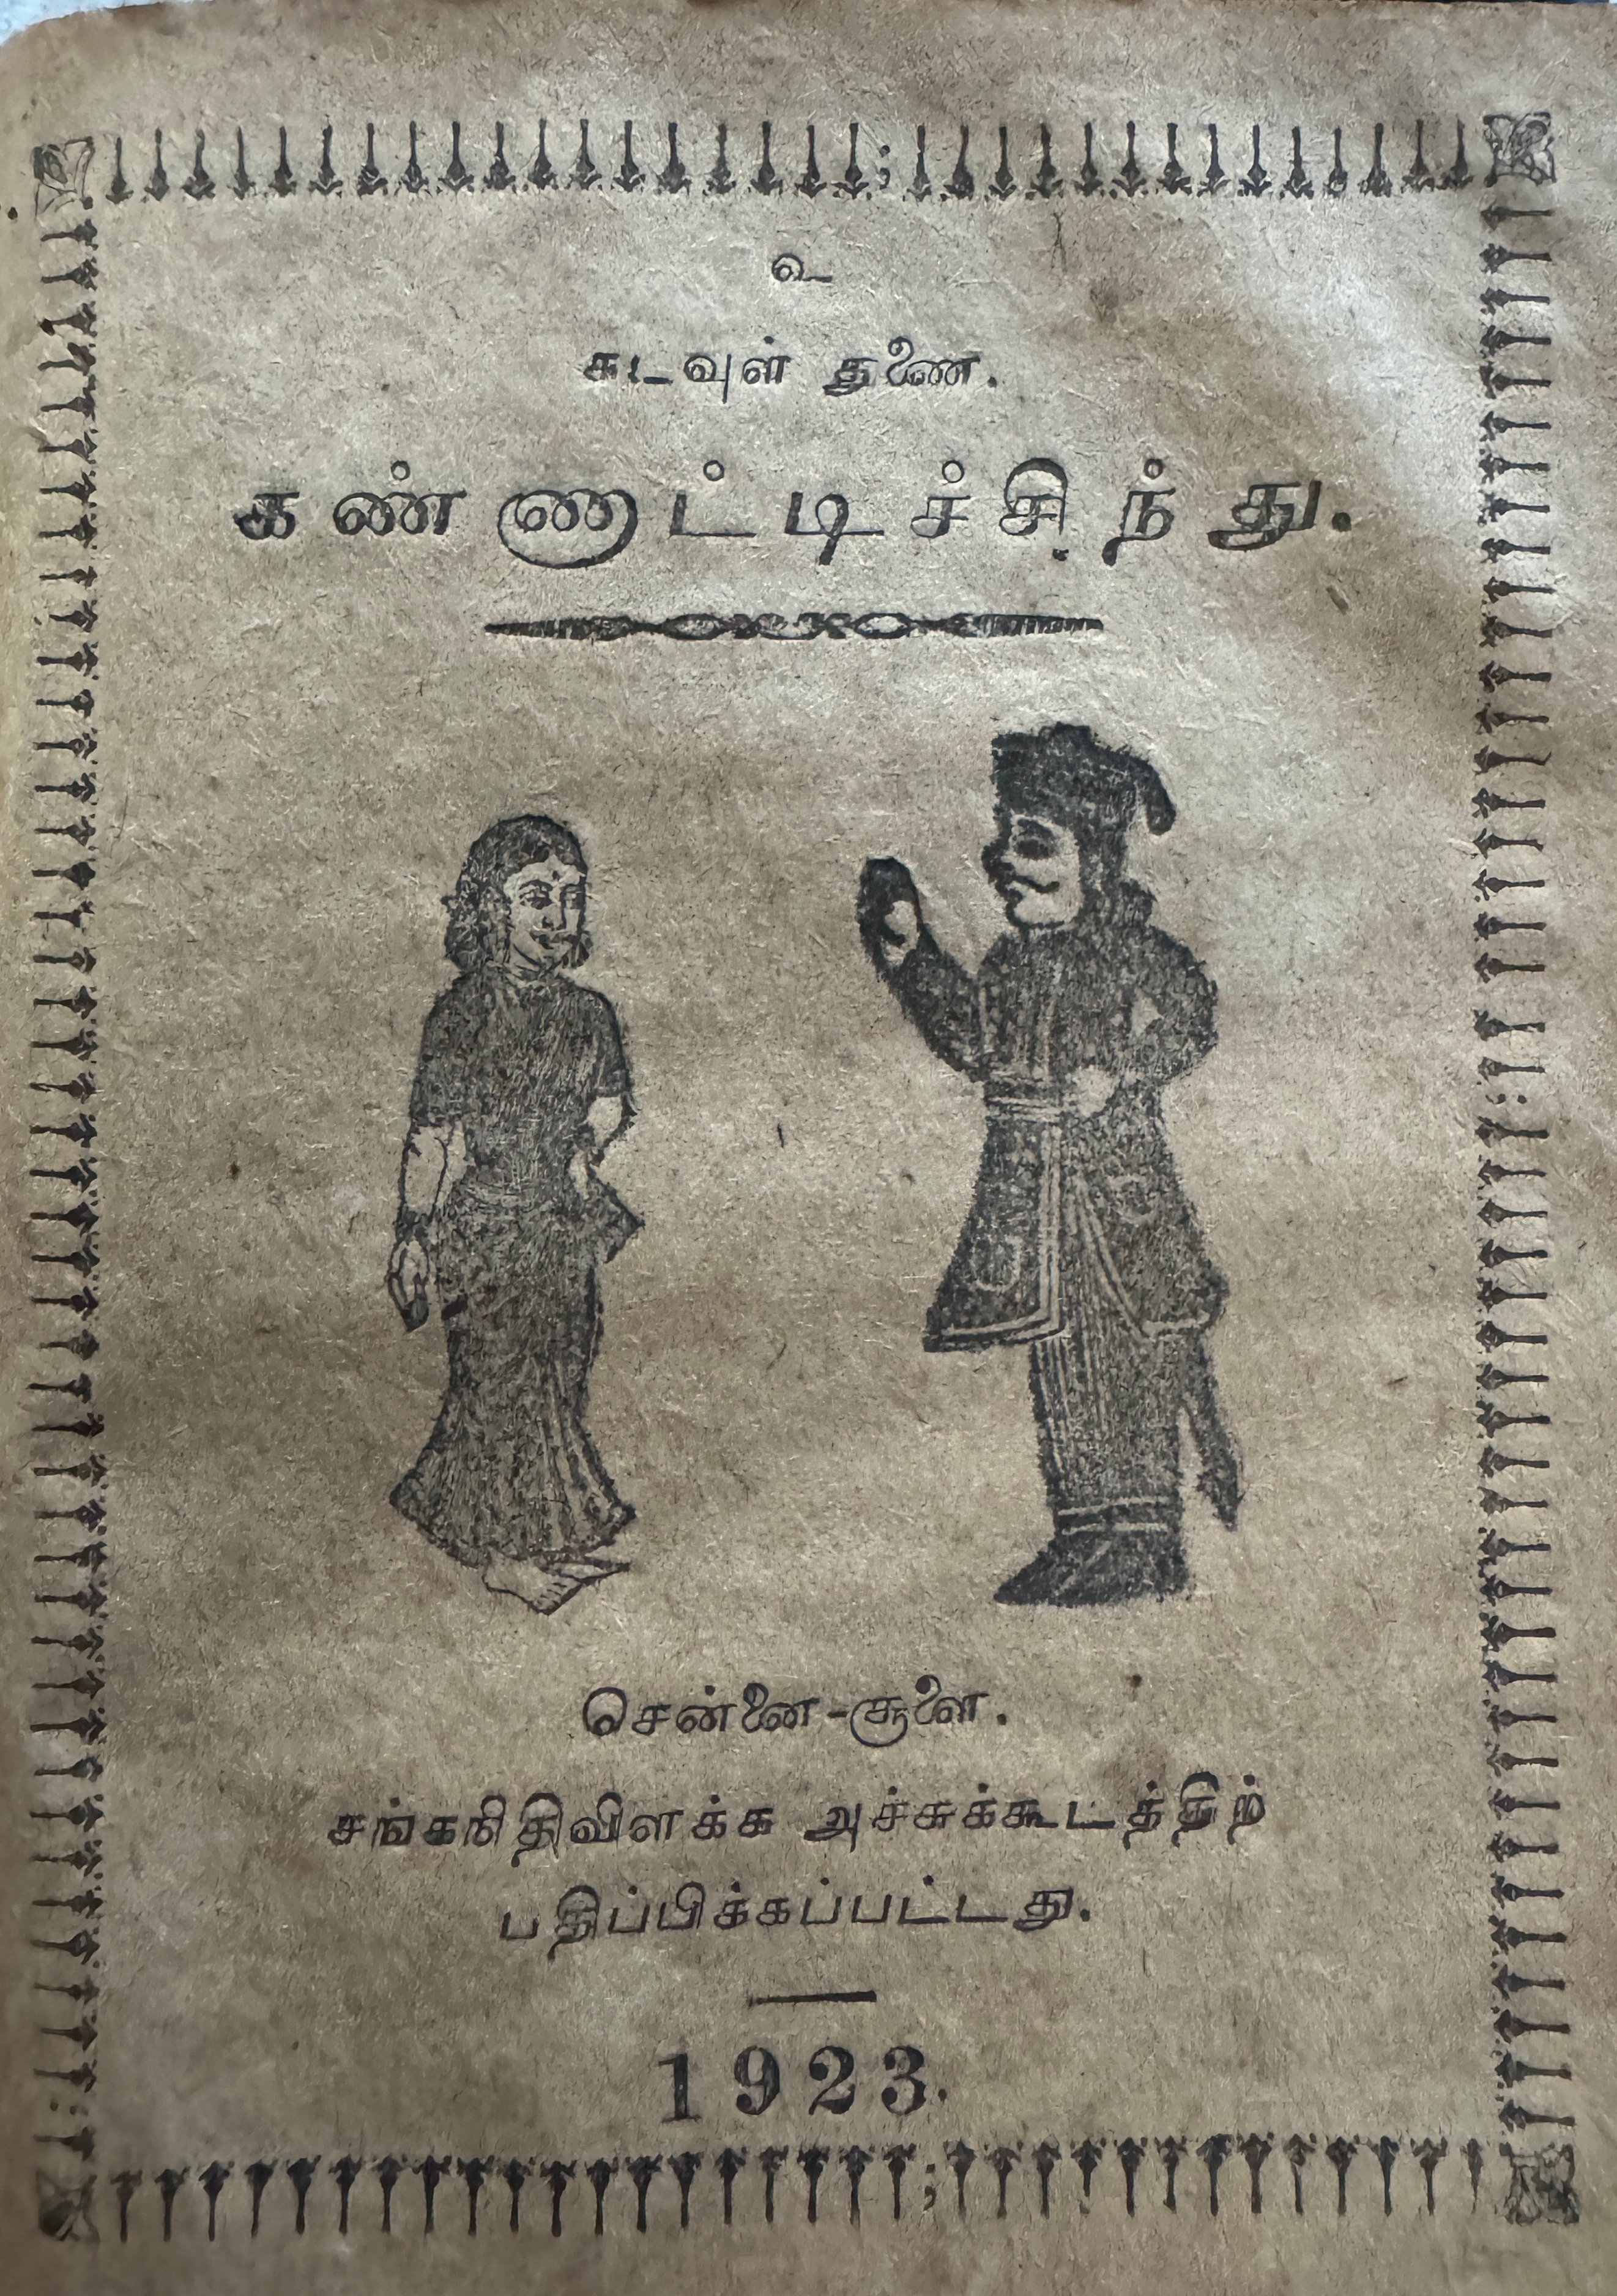 உ
கடவுள் துணை.
கண்ணாட்டிச்சிந்து.
சென்னை-சூளை.
சங்கநிதிவிளக்க அச்சுக்கூடத்திற்
பதிப்பிக்கப்பட்டது.
1923.